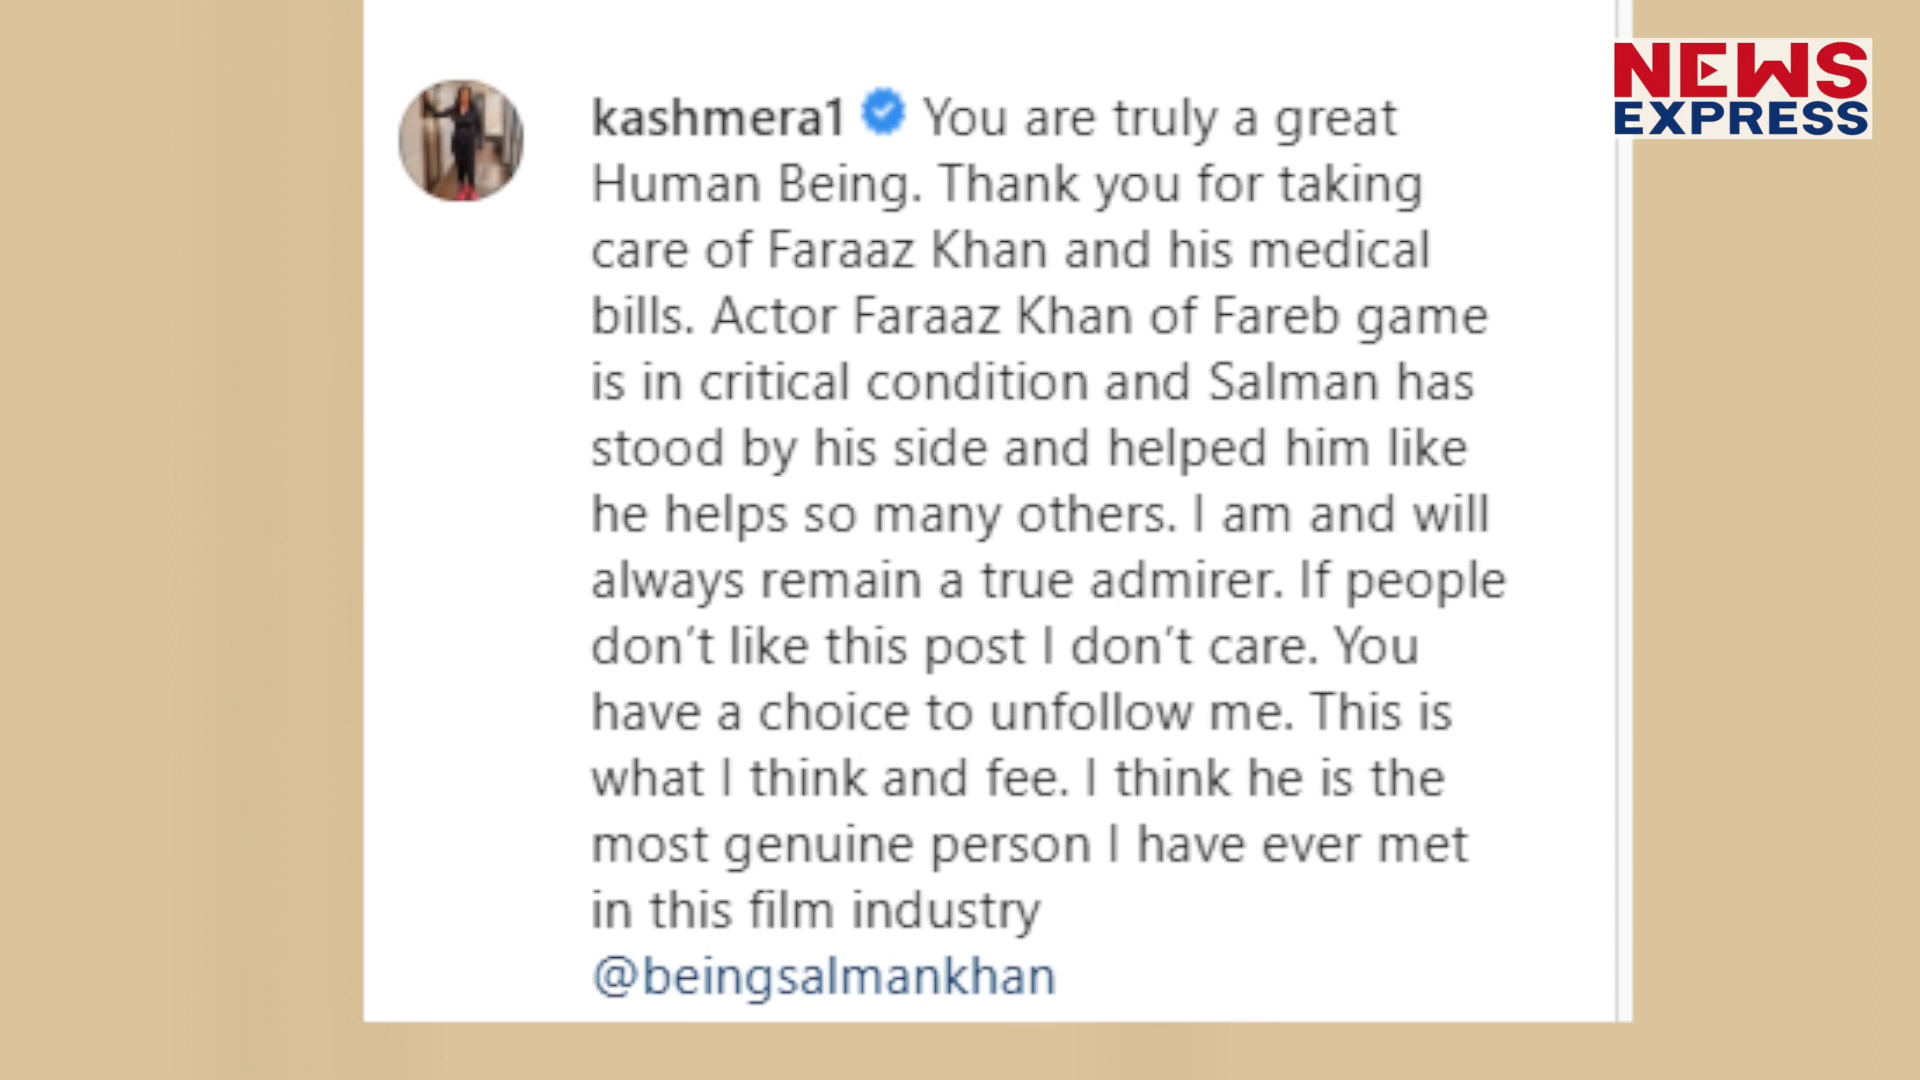 NEWS
EXPRESS
kashmera1 You are truly a great
Human Being. Thank you for taking
care of Faraaz Khan and his medical
bills. Actor Faraaz Khan of Fareb game
is in critical condition and Salman has
stood by his side and helped him like
he helps so many others. I am and will
always remain a true admirer. If people
don't like this post I don't care. You
have a choice to unfollow me. This is
what I think and fee. I think he is the
most genuine person I have ever met
in this film industry
@beingsalmankhan